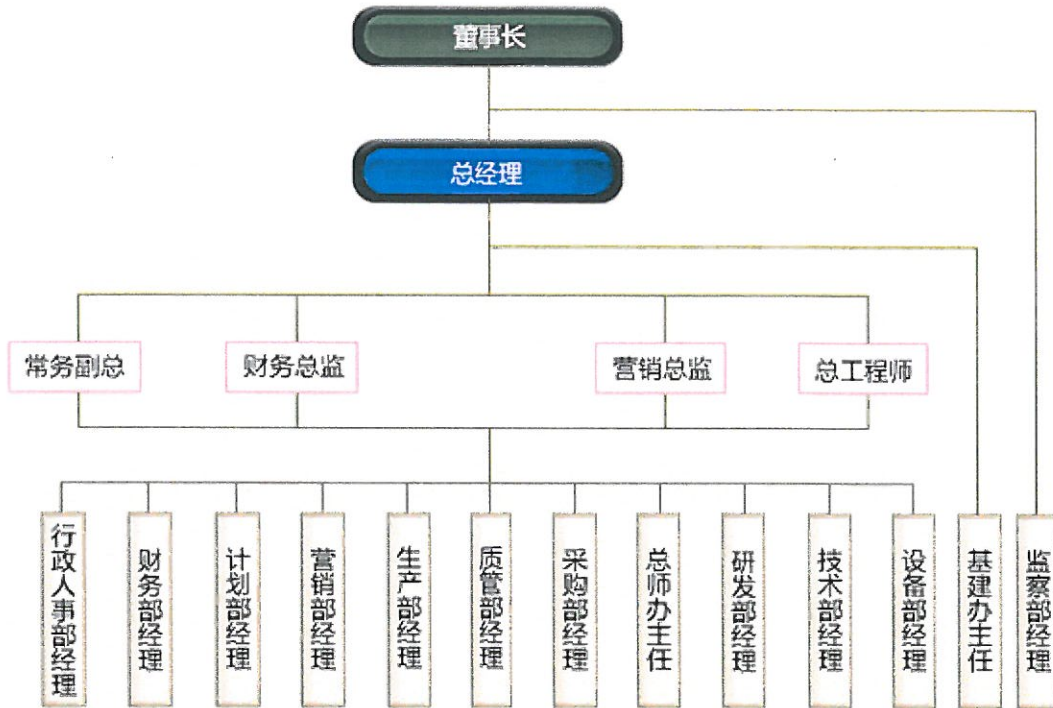 董事长
总经理
常务副总
财务总监
营销总监
总工程师
行政人事部经理
财务部经理
计划部经理
营销部经理
生产部经理
质管部经理
采购部经理
总师办主任
研发部经理
技术部经理
设备部经理
基建办主任
监察部经理